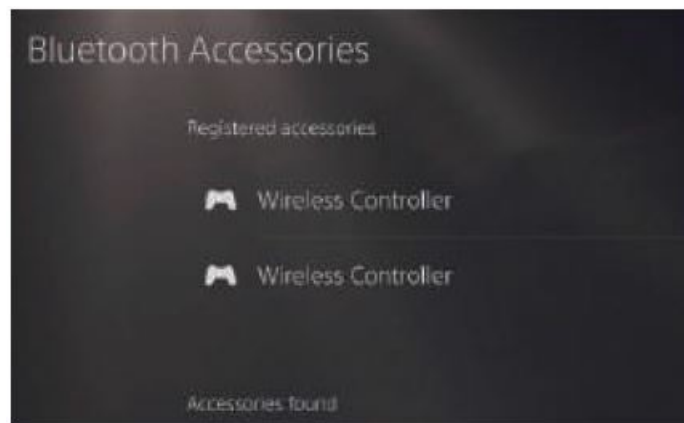 Bluetooth Accessories
Registered accessories
Wireless Controller
Wireless Controller
Accessories found